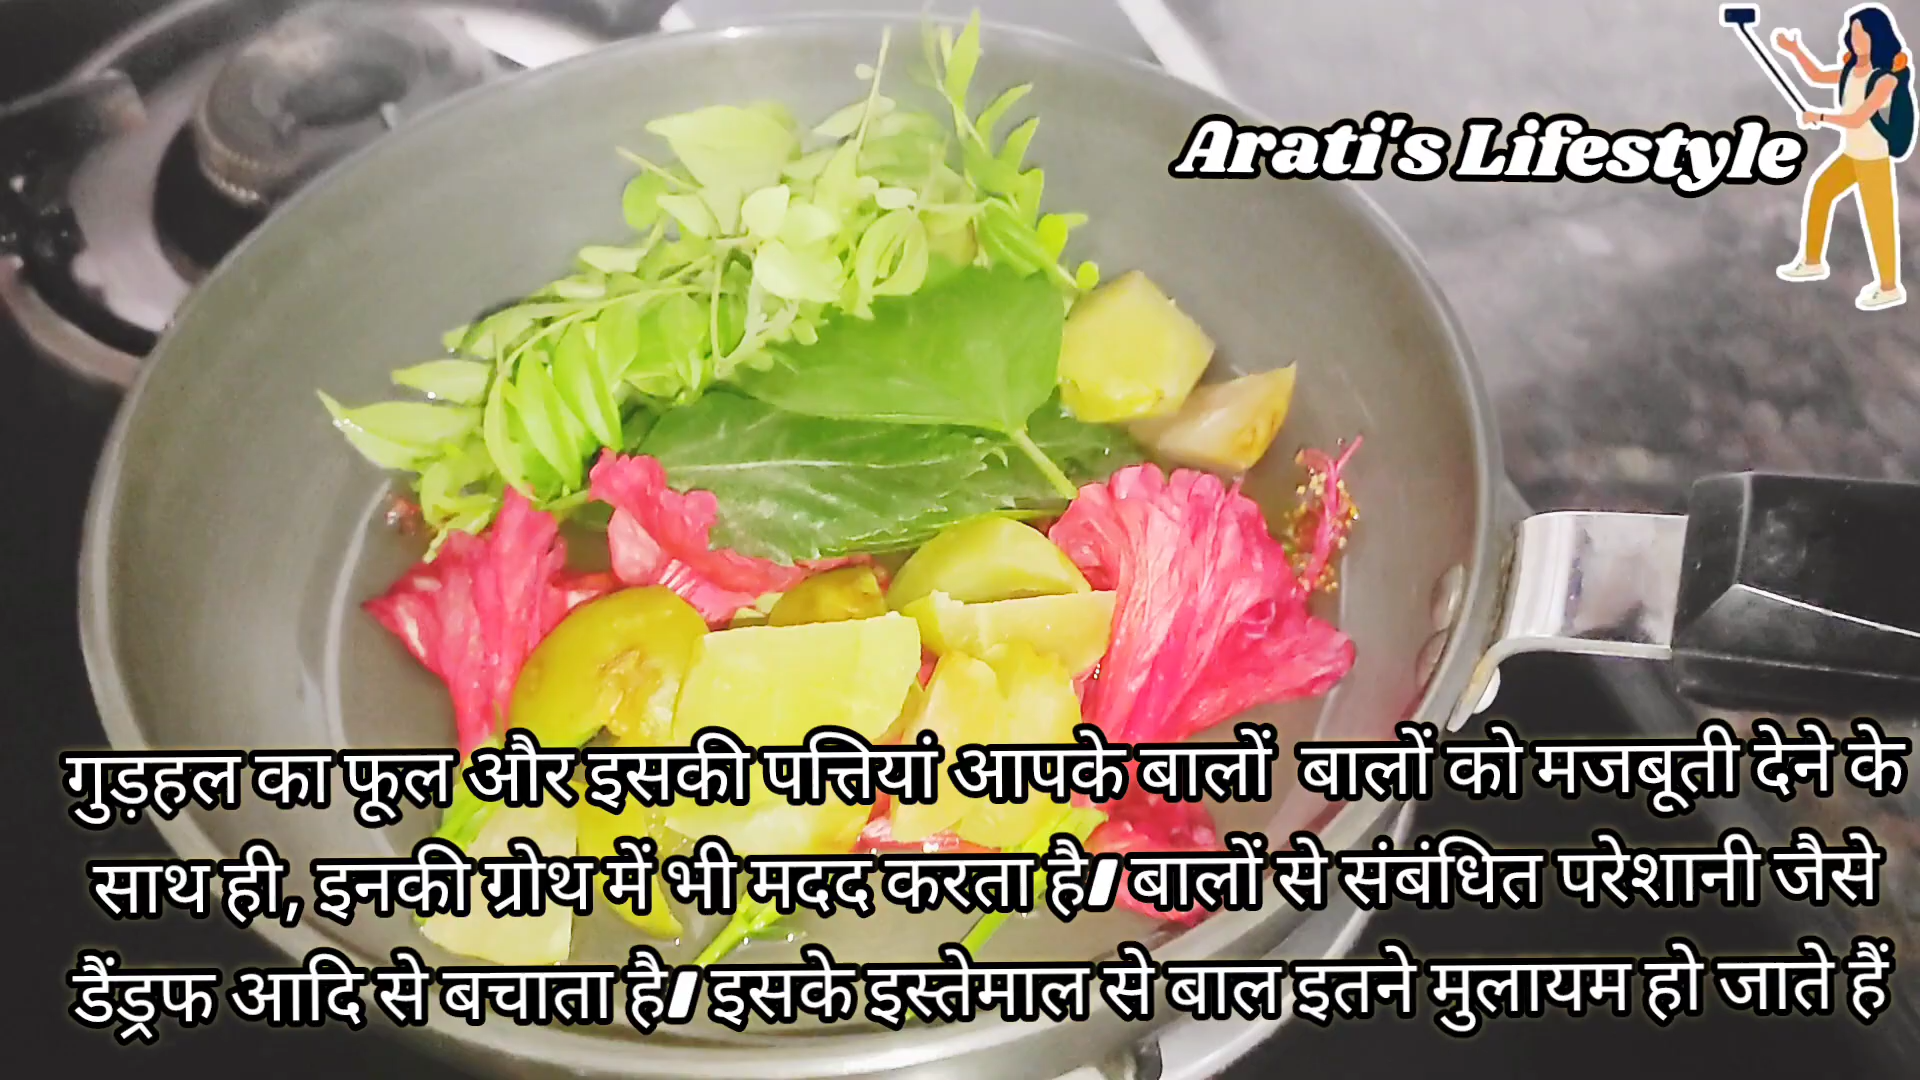 Arati's Lifestyle
गुड़हल का फूल और इसकी पत्तियां आपके बालों बालों को मजबूती देने के
साथ ही, इनकी ग्रोथ में भी मदद करता है। बालों से संबंधित परेशानी जैसे
डैंड्रफ आदि से बचाता है। इसके इस्तेमाल से बाल इतने मुलायम हो जाते हैं